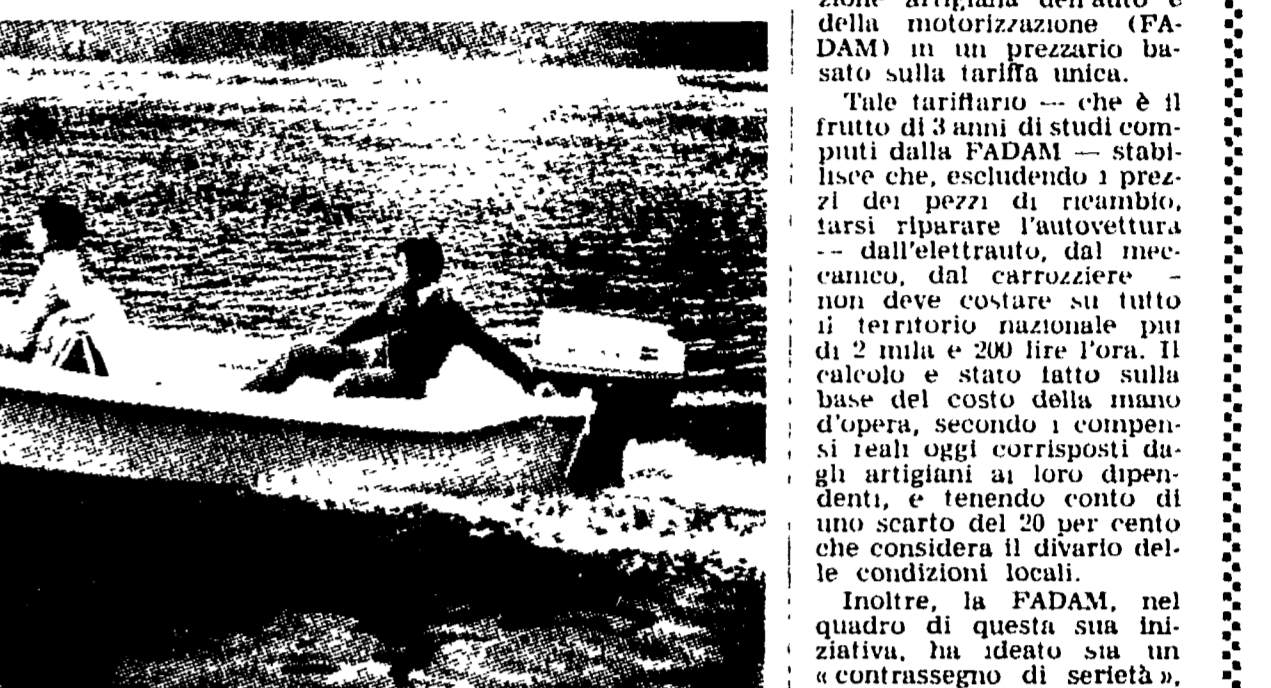 zione artigiana dell'auto e
della motorizzazione (FA-
DAM) in un prezzario ba-
sato sulla tariffa unica.
Tale tariffario — che è il
frutto di 3 anni di studi com-
piuti dalla FADAM — stabi-
lisce che, escludendo i prez-
zi dei pezzi di ricambio,
farsi riparare l'autovettura
-- dall'elettrauto, dal mec-
canico, dal carrozziere -
non deve costare su tutto
il territorio nazionale più
di 2 mila e 200 lire l'ora. Il
calcolo e stato fatto sulla
base del costo della mano
d'opera, secondo i compen-
si reali oggi corrisposti da-
gli artigiani ai loro dipen-
denti, e tenendo conto di
uno scarto del 20 per cento
che considera il divario del-
le condizioni locali.
Inoltre, la FADAM, nel
quadro di questa sua ini-
ziativa, ha ideato sia un
« contrassegno di serietà »,